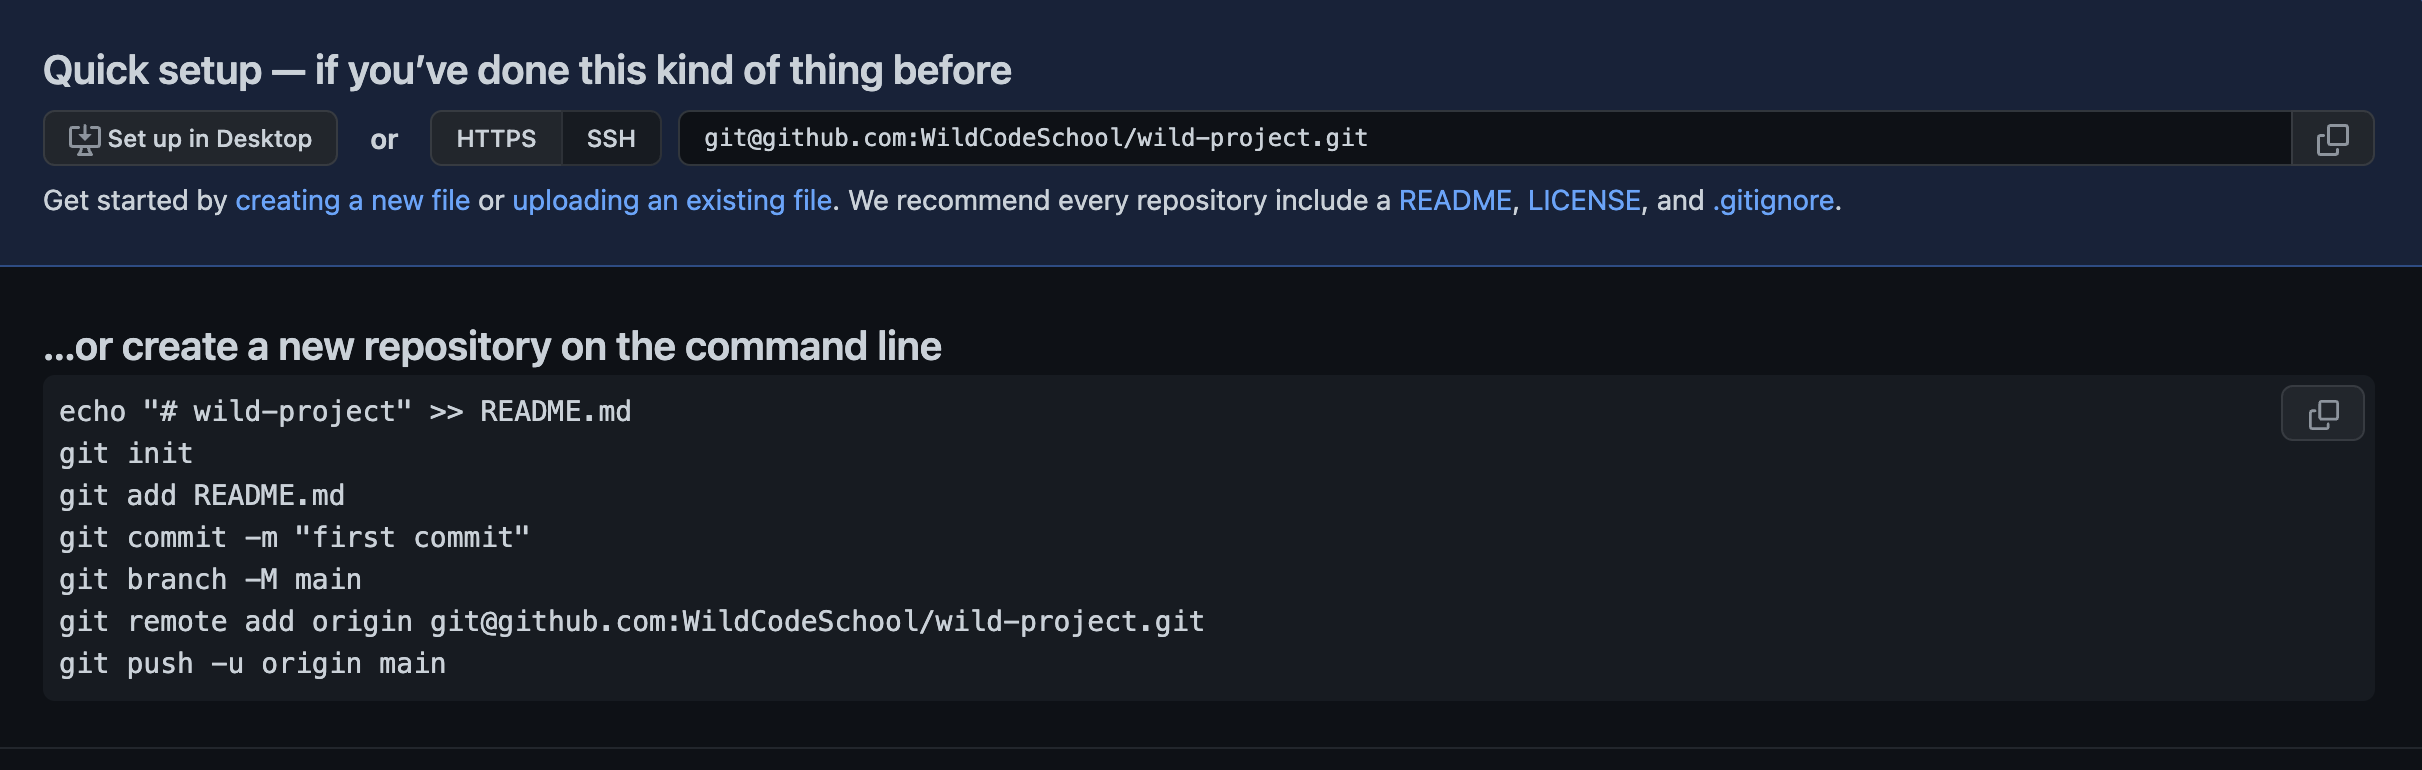 Quick setup — if you’ve done this kind of thing before
Set up in Desktop or HTTPS SSH git@github.com:WildCodeSchool/wild-project.git
Get started by creating a new file or uploading an existing file. We recommend every repository include a README, LICENSE, and .gitignore.
…or create a new repository on the command line
echo "# wild-project" >> README.md
git init
git add README.md
git commit -m "first commit"
git branch -M main
git remote add origin git@github.com:WildCodeSchool/wild-project.git
git push -u origin main